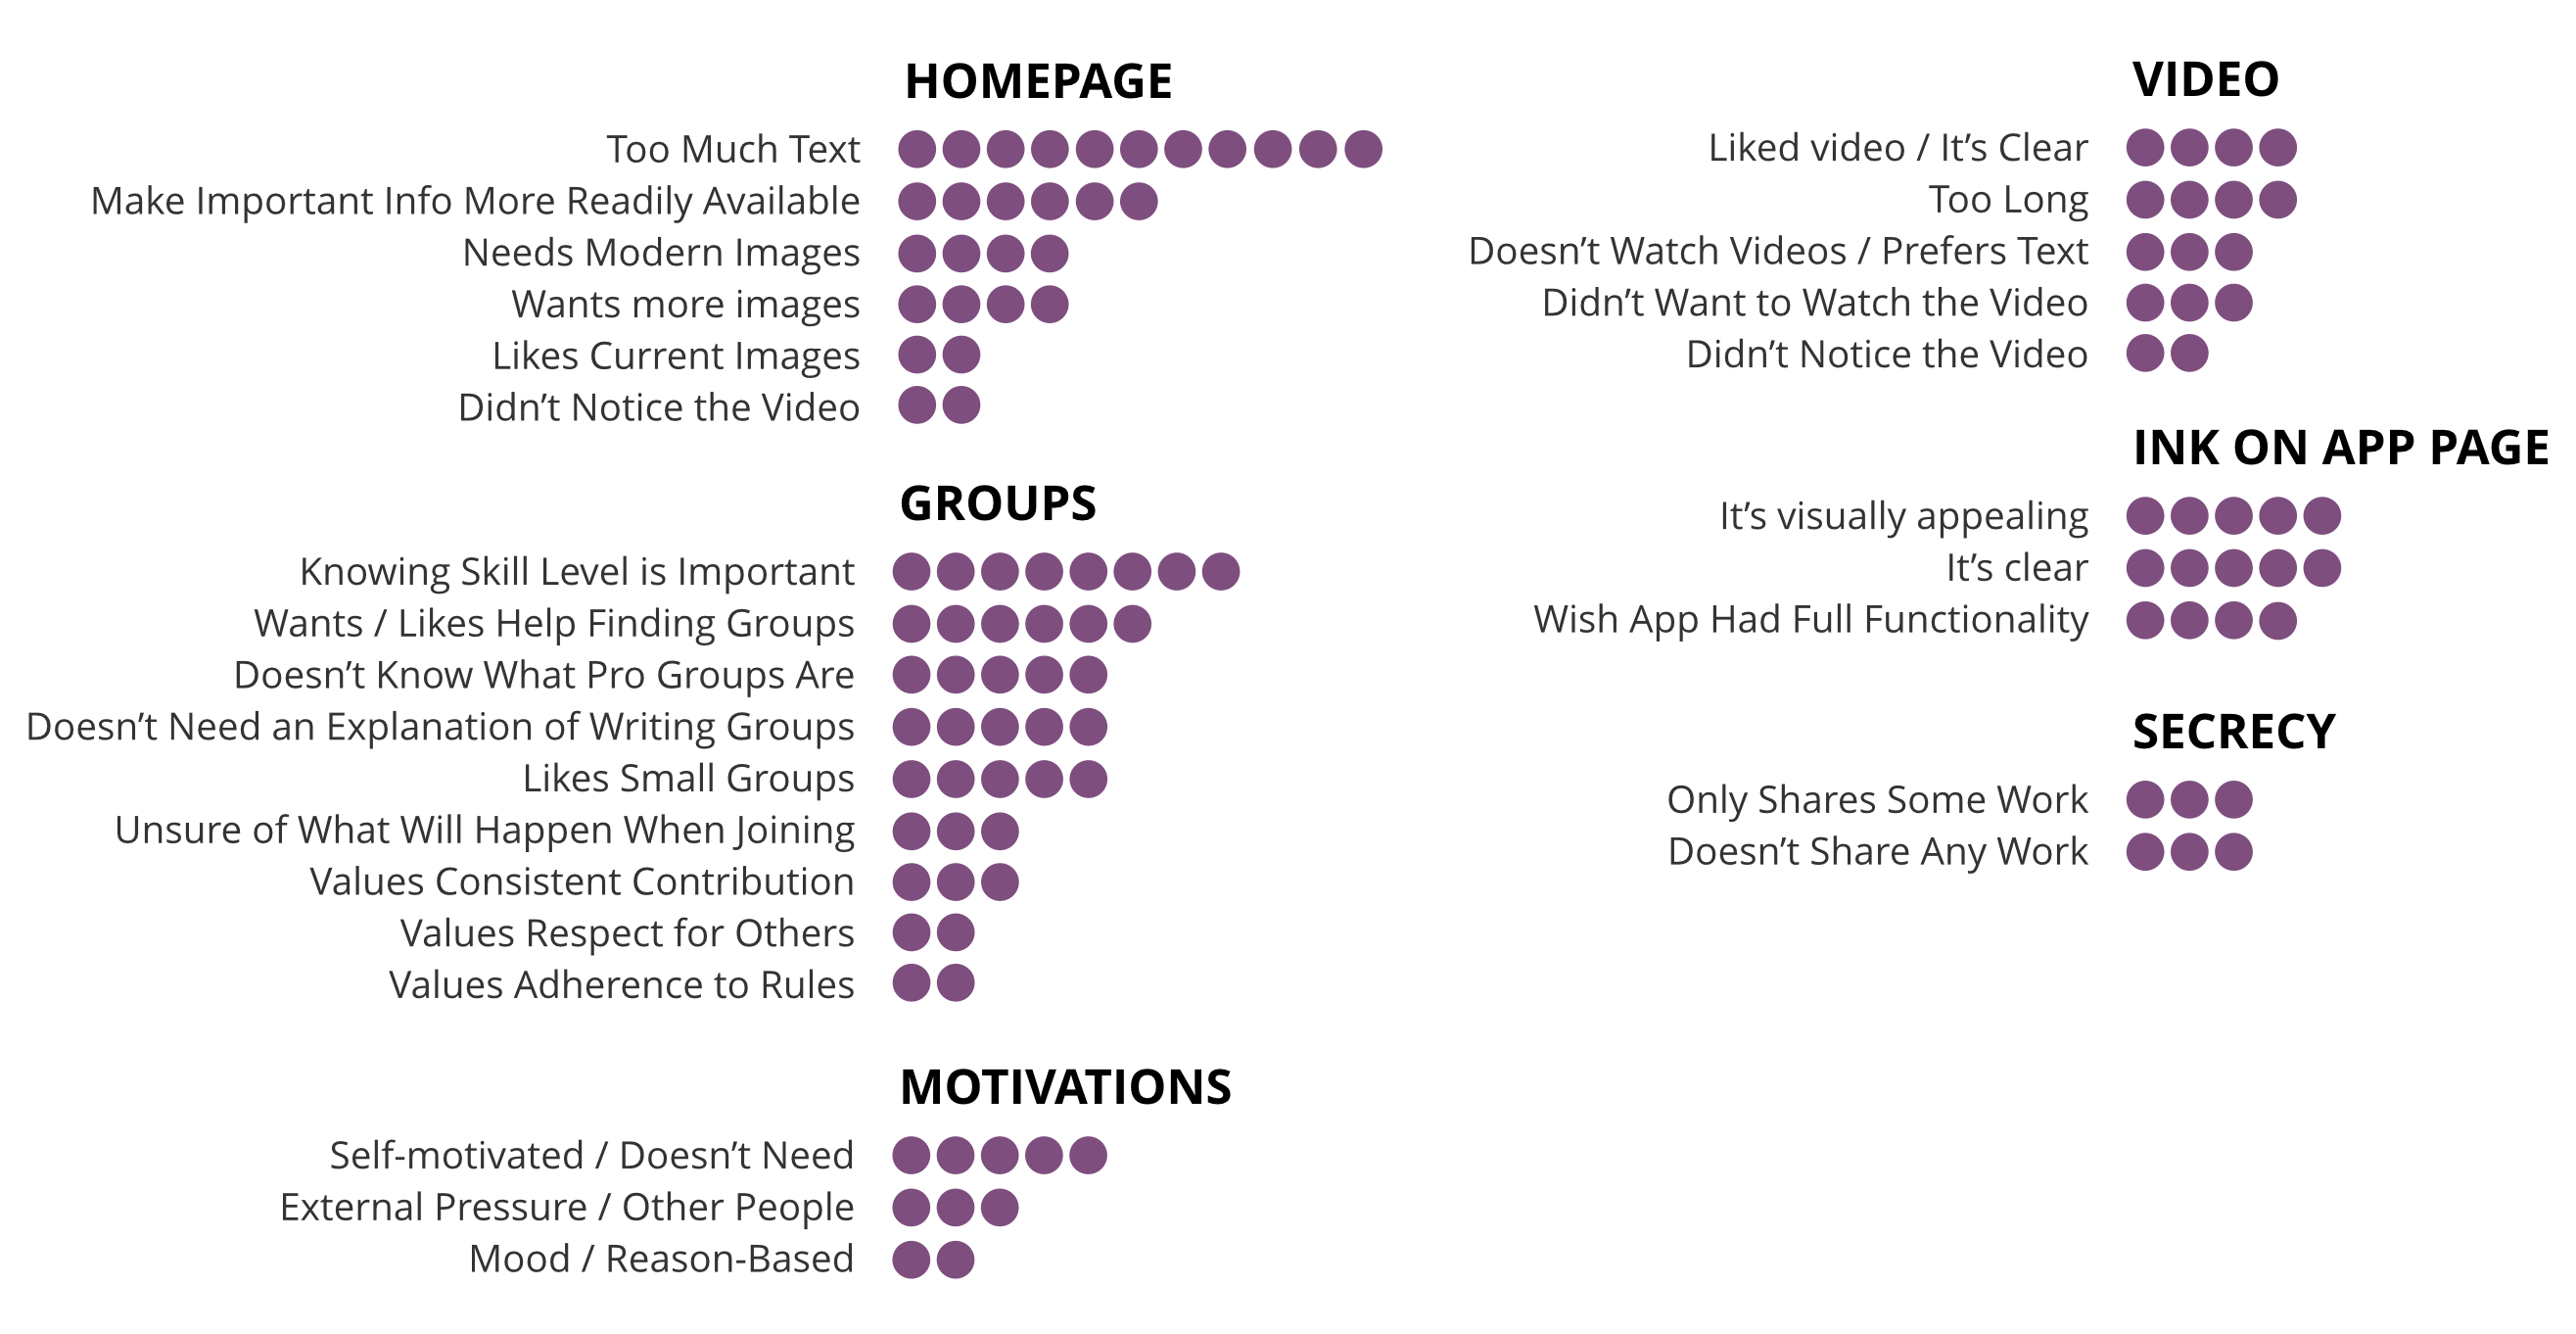 HOMEPAGE
Too Much Text
Make Important Info More Readily Available
Needs Modern Images
Wants more images
Likes Current Images
Didn’t Notice the Video
GROUPS
Knowing Skill Level is Important
Wants / Likes Help Finding Groups
Doesn’t Know What Pro Groups Are
Doesn’t Need an Explanation of Writing Groups
Likes Small Groups
Unsure of What Will Happen When Joining
Values Consistent Contribution
Values Respect for Others
Values Adherence to Rules
MOTIVATIONS
Self-motivated / Doesn’t Need
External Pressure / Other People
Mood / Reason-Based
VIDEO
Liked video / It’s Clear
Too Long
Doesn’t Watch Videos / Prefers Text
Didn’t Want to Watch the Video
Didn’t Notice the Video
INK ON APP PAGE
It’s visually appealing
It’s clear
Wish App Had Full Functionality
SECRECY
Only Shares Some Work
Doesn’t Share Any Work